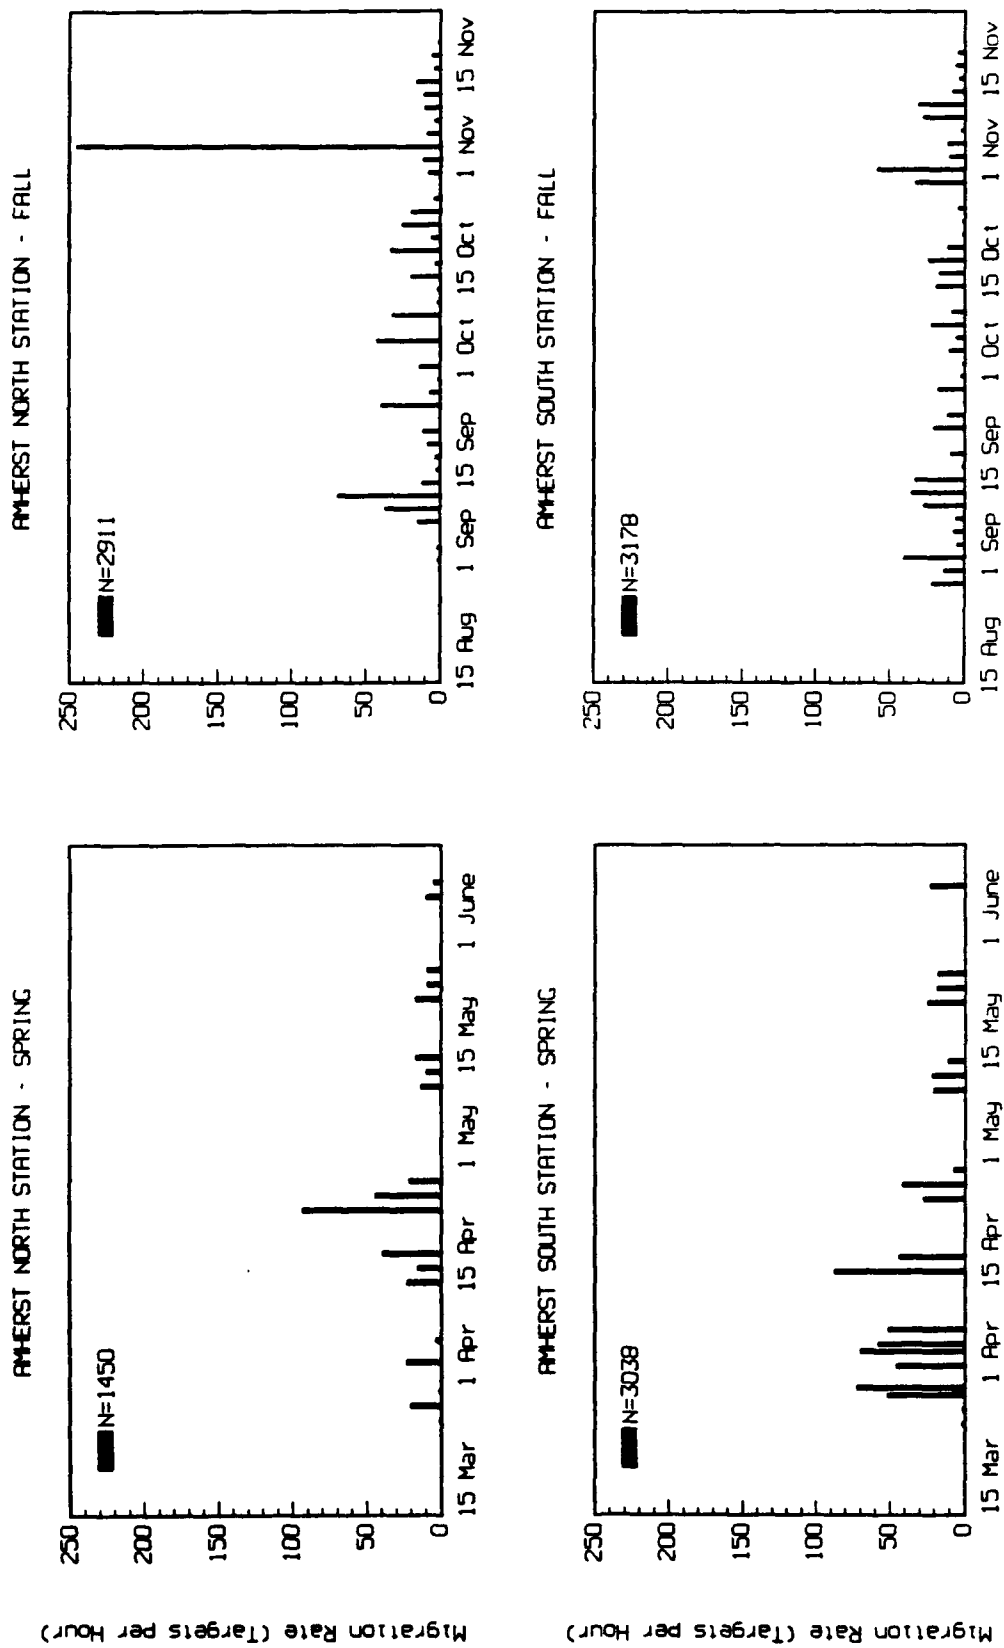 AMHERST NORTH STATION - SPRING
N=1450
250
200
150
100
50
0
15 Mar 1 Apr 15 Apr 1 May 15 May 1 June
AMHERST NORTH STATION - FALL
N=2911
250
200
150
100
50
0
15 Aug 1 Sep 15 Sep 1 Oct 15 Oct 1 Nov 15 Nov
Migration Rate (Targets per Hour)
AMHERST SOUTH STATION - SPRING
N=3038
250
200
150
100
50
0
15 Mar 1 Apr 15 Apr 1 May 15 May 1 June
AMHERST SOUTH STATION - FALL
N=3178
250
200
150
100
50
0
15 Aug 1 Sep 15 Sep 1 Oct 15 Oct 1 Nov 15 Nov
Migration Rate (Targets per Hour)